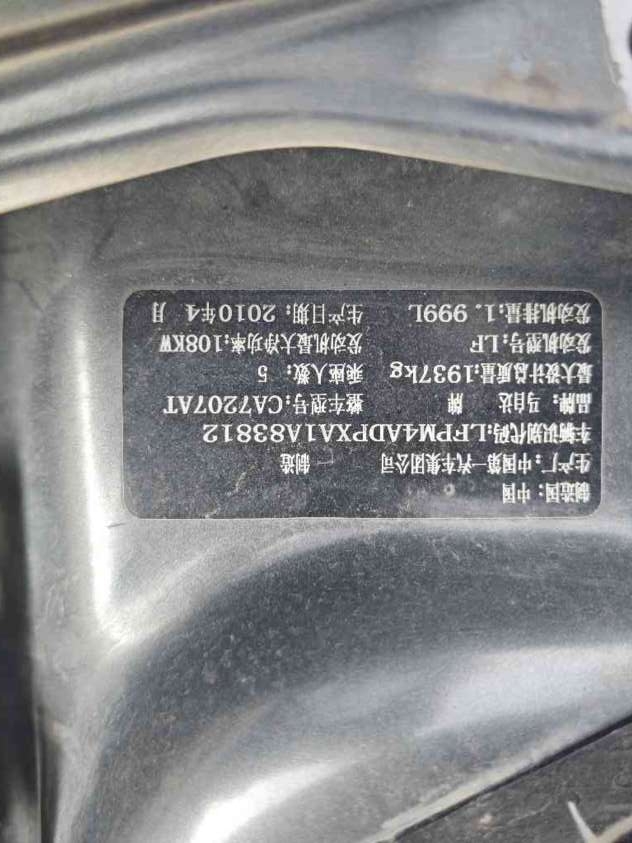 制造国：中国
生产厂：中国第一汽车集团公司 制造
车辆识别代码：LFPM4ADPXA1A83812
品牌：马自达 牌 整车型号：CA7207AT
最大设计总质量：1937kg 乘座人数：5
发动机型号：LF 发动机最大净功率：108KW
发动机排量：1.999L 生产日期：2010年4月